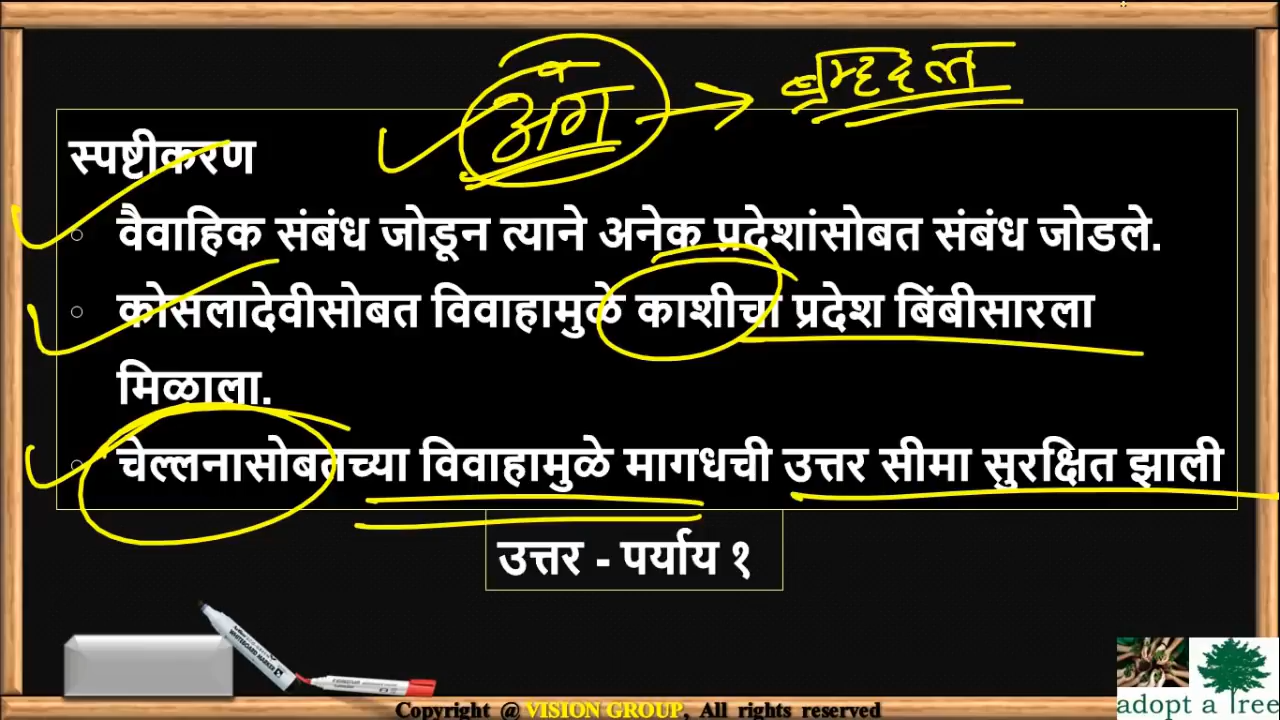 अंग → ब्रम्हदत्त
स्पष्टीकरण
वैवाहिक संबंध जोडून त्याने अनेक प्रदेशांसोबत संबंध जोडले.
कोसलादेवीसोबत विवाहामुळे काशीचा प्रदेश बिंबीसारला
मिळाला.
चेल्लनासोबतच्या विवाहामुळे मागधची उत्तर सीमा सुरक्षित झाली
उत्तर - पर्याय १
adopt a Tree
Copyright @ VISION GROUP, All rights reserved